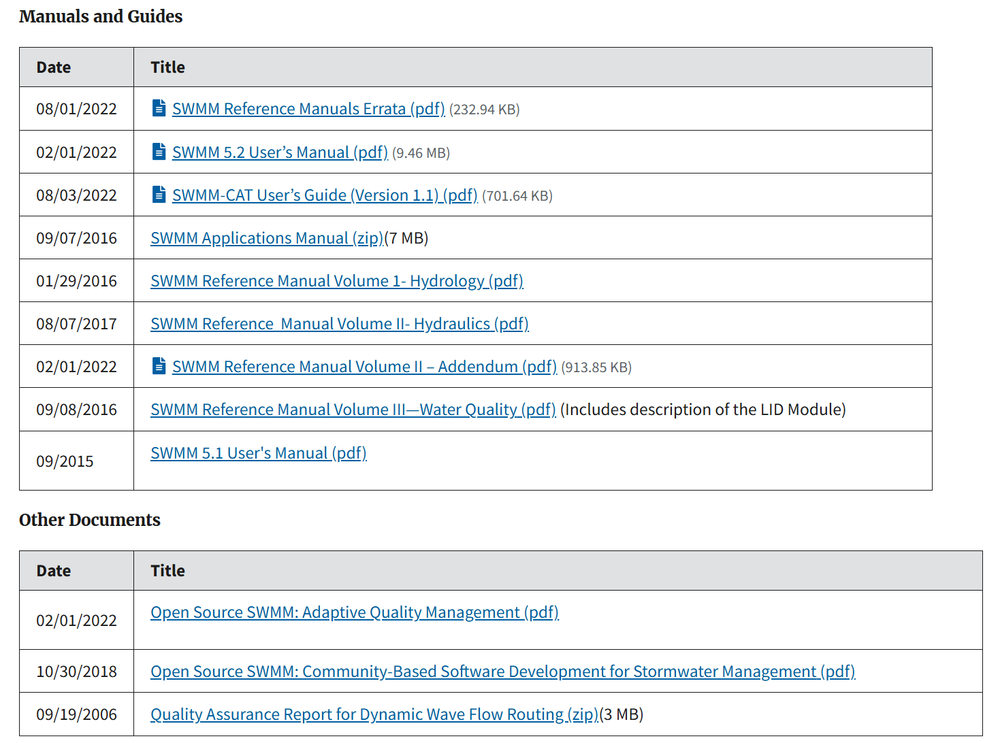 Manuals and Guides
Date Title
08/01/2022 SWMM Reference Manuals Errata (pdf) (232.94 KB)
02/01/2022 SWMM 5.2 User’s Manual (pdf) (9.46 MB)
08/03/2022 SWMM-CAT User’s Guide (Version 1.1) (pdf) (701.64 KB)
09/07/2016 SWMM Applications Manual (zip)(7 MB)
01/29/2016 SWMM Reference Manual Volume 1- Hydrology (pdf)
08/07/2017 SWMM Reference  Manual Volume II- Hydraulics (pdf)
02/01/2022 SWMM Reference Manual Volume II – Addendum (pdf) (913.85 KB)
09/08/2016 SWMM Reference Manual Volume III—Water Quality (pdf) (Includes description of the LID Module)
09/2015 SWMM 5.1 User's Manual (pdf)
Other Documents
Date Title
02/01/2022 Open Source SWMM: Adaptive Quality Management (pdf)
10/30/2018 Open Source SWMM: Community-Based Software Development for Stormwater Management (pdf)
09/19/2006 Quality Assurance Report for Dynamic Wave Flow Routing (zip)(3 MB)